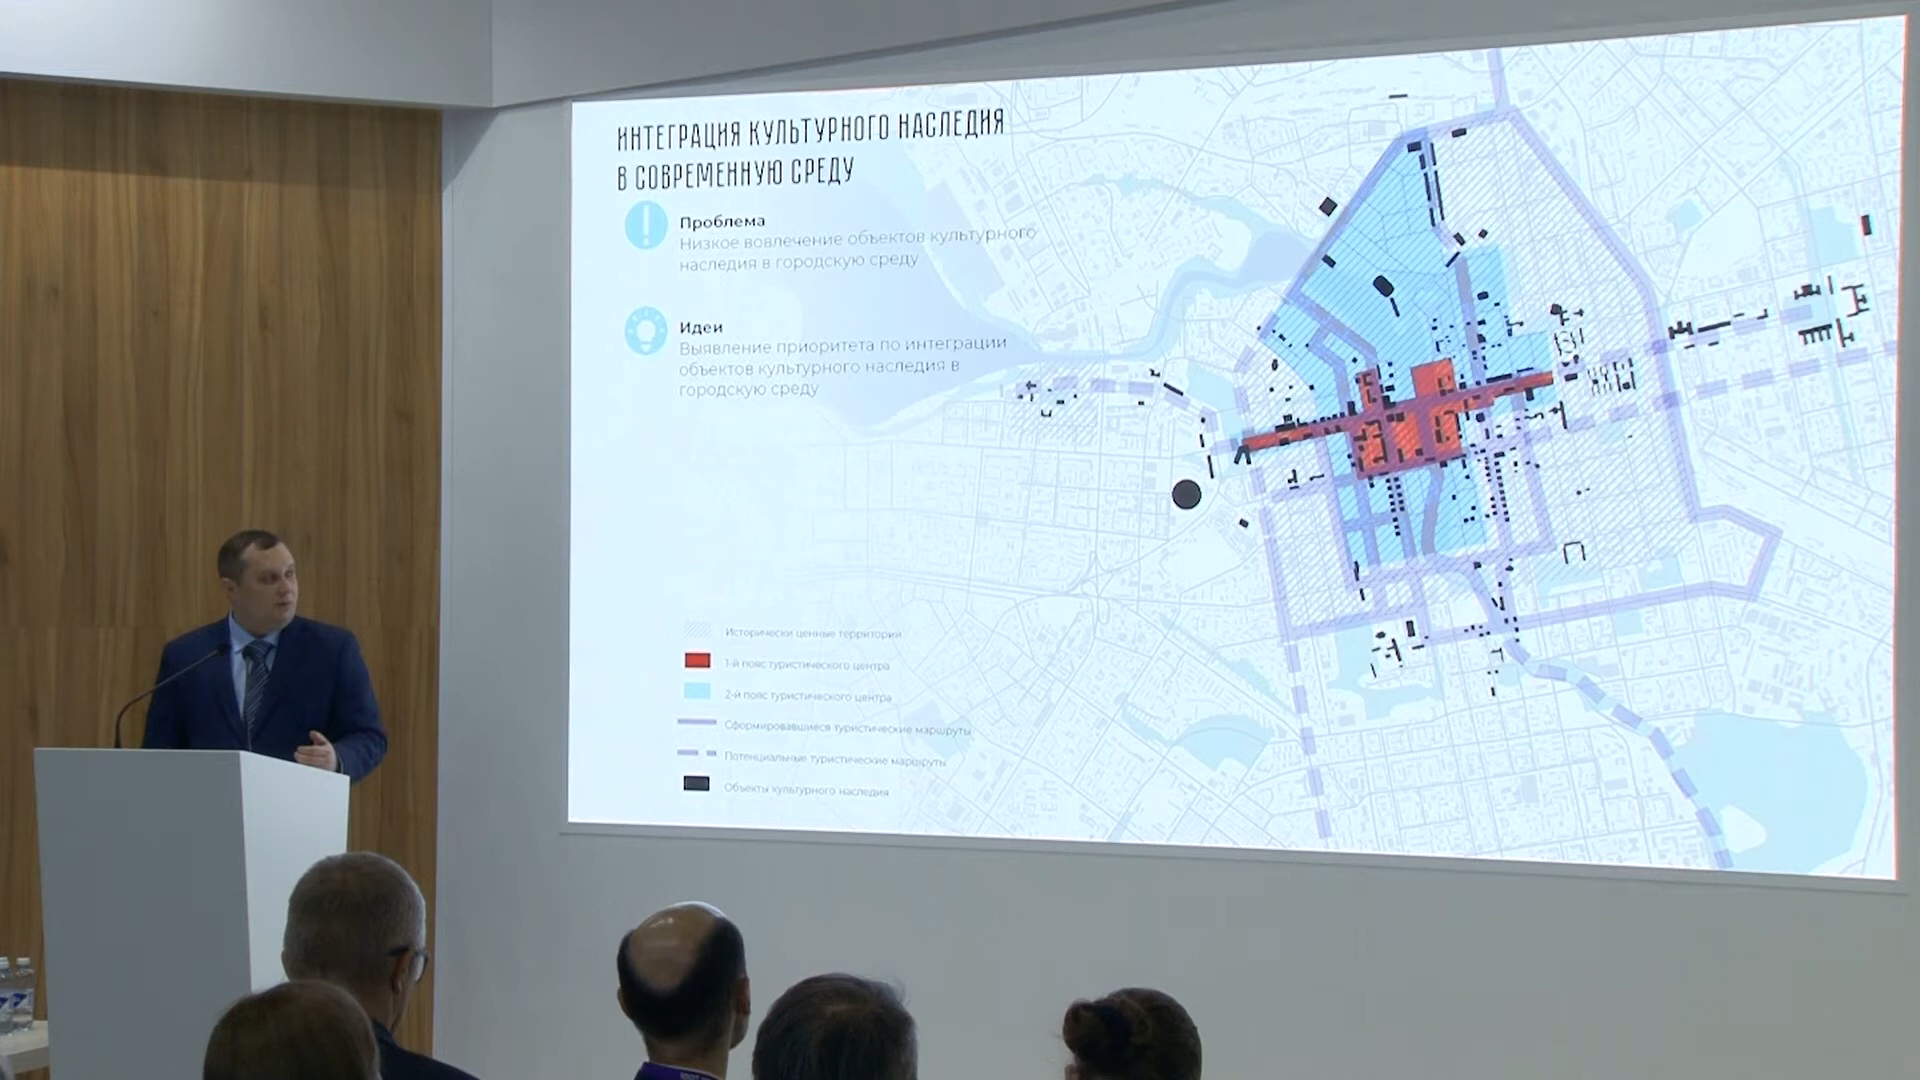 ИНТЕГРАЦИЯ КУЛЬТУРНОГО НАСЛЕДИЯ
В СОВРЕМЕННУЮ СРЕДУ
Проблема
Низкое вовлечение объектов культурного
наследия в городскую среду
Идеи
Выявление приоритета по интеграции
объектов культурного наследия в
городскую среду
Исторически ценные территории
1-й пояс туристического центра
2-й пояс туристического центра
Сформировавшиеся туристические маршруты
Потенциальные туристические маршруты
Объекты культурного наследия